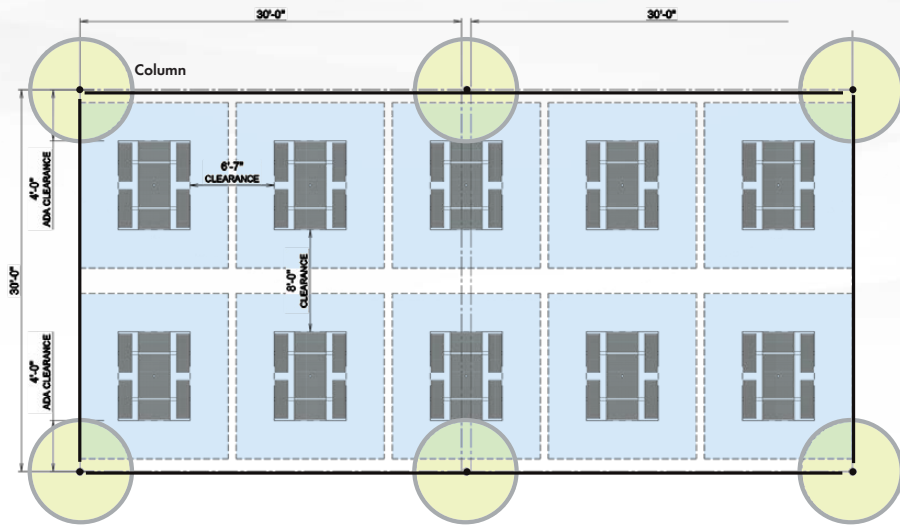 30'-0"
30'-0"
Column
6'-7"
CLEARANCE
4'-0"
ADA CLEARANCE
8'-0"
CLEARANCE
30'-0"
4'-0"
ADA CLEARANCE